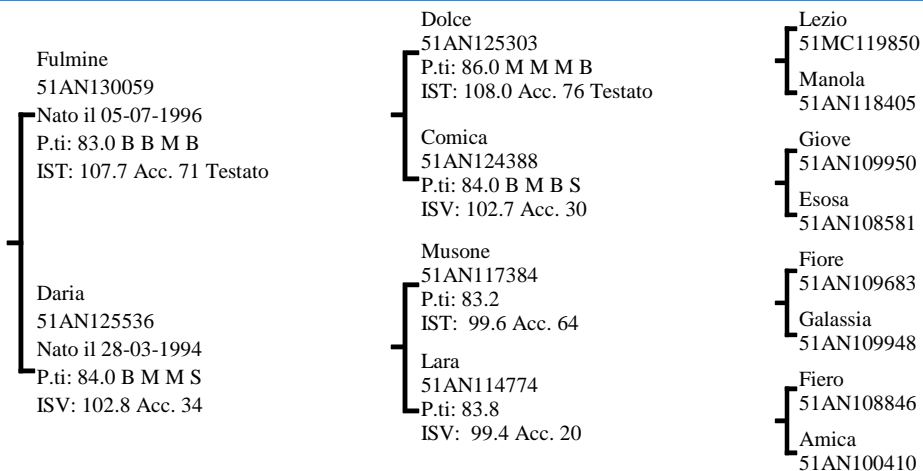 Fulmine
51AN130059
Nato il 05-07-1996
P.ti: 83.0 B B M B
IST: 107.7 Acc. 71 Testato
Daria
51AN125536
Nato il 28-03-1994
P.ti: 84.0 B M M S
ISV: 102.8 Acc. 34
Dolce
51AN125303
P.ti: 86.0 M M M B
IST: 108.0 Acc. 76 Testato
Comica
51AN124388
P.ti: 84.0 B M B S
ISV: 102.7 Acc. 30
Musone
51AN117384
P.ti: 83.2
IST:  99.6 Acc. 64
Lara
51AN114774
P.ti: 83.8
ISV:  99.4 Acc. 20
Lezio
51MC119850
Manola
51AN118405
Giove
51AN109950
Esosa
51AN108581
Fiore
51AN109683
Galassia
51AN109948
Fiero
51AN108846
Amica
51AN100410